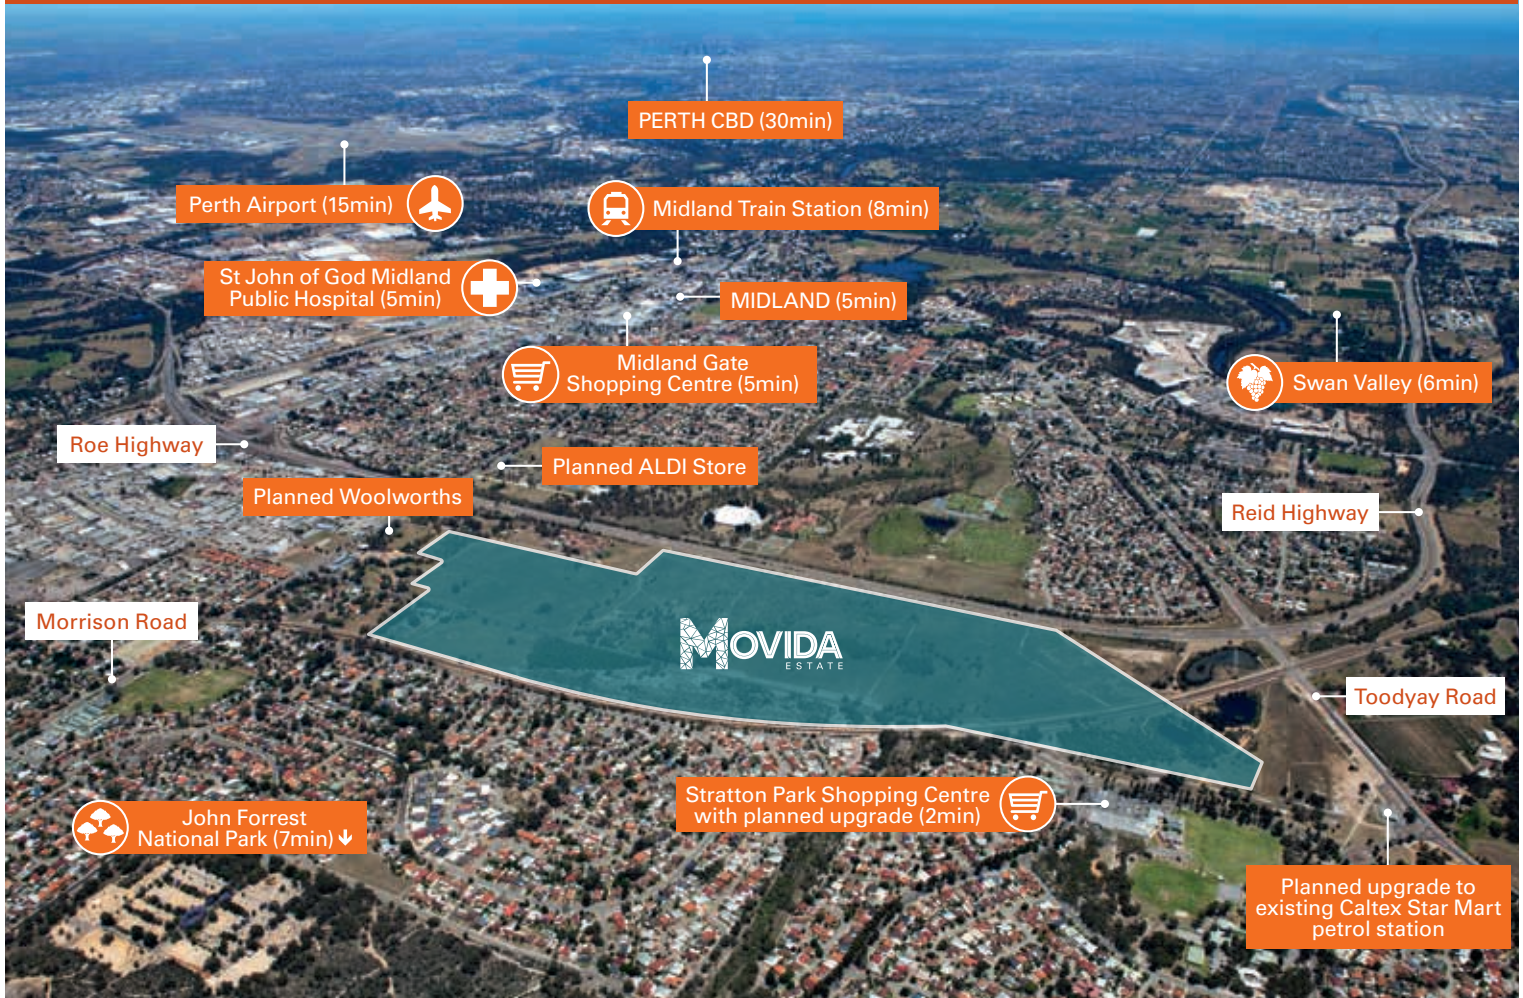 PERTH CBD (30min)
Perth Airport (15min)
Midland Train Station (8min)
St John of God Midland
Public Hospital (5min)
MIDLAND (5min)
Midland Gate
Shopping Centre (5min)
Swan Valley (6min)
Roe Highway
Planned ALDI Store
Planned Woolworths
Reid Highway
Morrison Road
MOVIDA
ESTATE
Toodyay Road
Stratton Park Shopping Centre
with planned upgrade (2min)
John Forrest
National Park (7min)
Planned upgrade to
existing Caltex Star Mart
petrol station